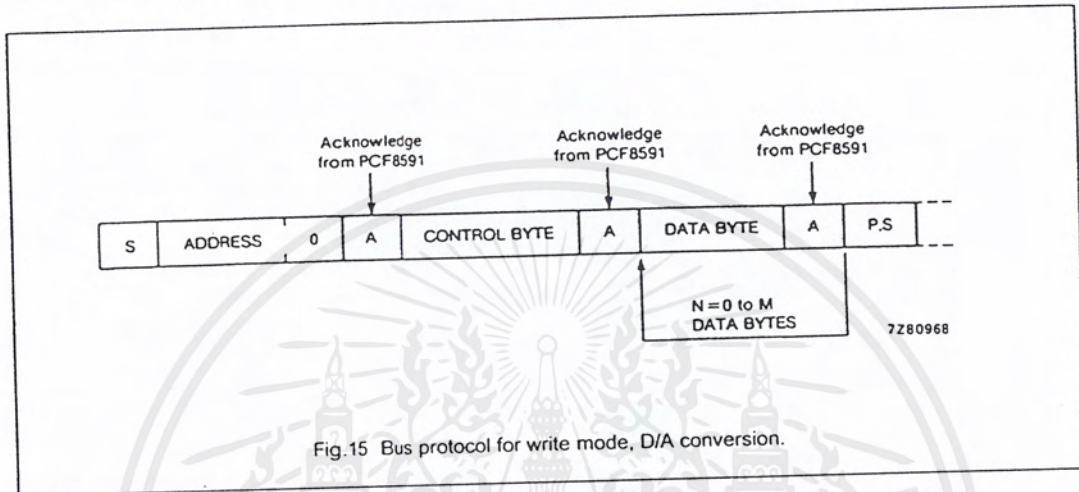 Acknowledge
from PCF8591
Acknowledge
from PCF8591
Acknowledge
from PCF8591
S ADDRESS 0 A CONTROL BYTE A DATA BYTE A P.S
N = 0 to M
DATA BYTES
7Z80968
Fig.15 Bus protocol for write mode, D/A conversion.